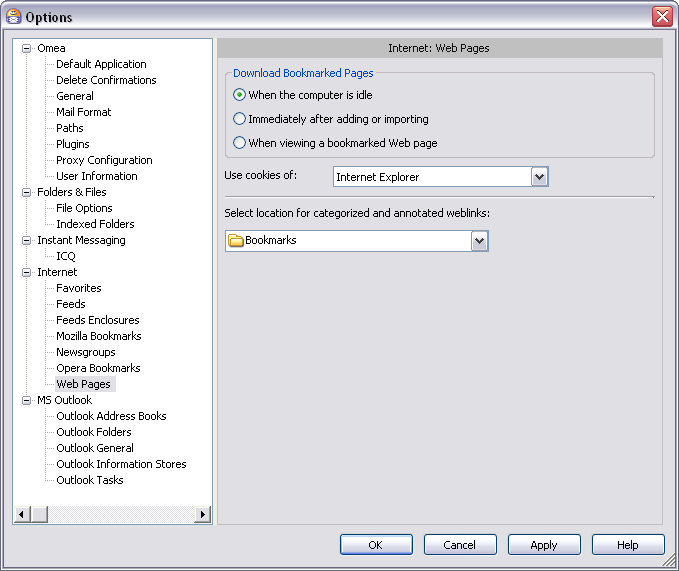 Options
Omea
Default Application
Delete Confirmations
General
Mail Format
Paths
Plugins
Proxy Configuration
User Information
Folders & Files
File Options
Indexed Folders
Instant Messaging
ICQ
Internet
Favorites
Feeds
Feeds Enclosures
Mozilla Bookmarks
Newsgroups
Opera Bookmarks
Web Pages
MS Outlook
Outlook Address Books
Outlook Folders
Outlook General
Outlook Information Stores
Outlook Tasks
Internet: Web Pages
Download Bookmarked Pages
When the computer is idle
Immediately after adding or importing
When viewing a bookmarked Web page
Use cookies of: Internet Explorer
Select location for categorized and annotated weblinks:
Bookmarks
OK Cancel Apply Help